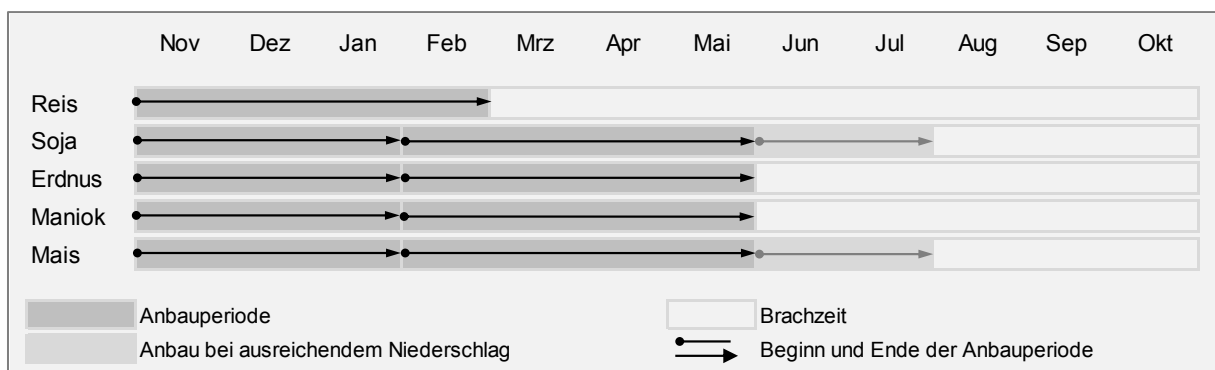 Nov Dez Jan Feb Mrz Apr Mai Jun Jul Aug Sep Okt
Reis
Soja
Erdnus
Maniok
Mais
Anbauperiode Brachzeit
Anbau bei ausreichendem Niederschlag Beginn und Ende der Anbauperiode